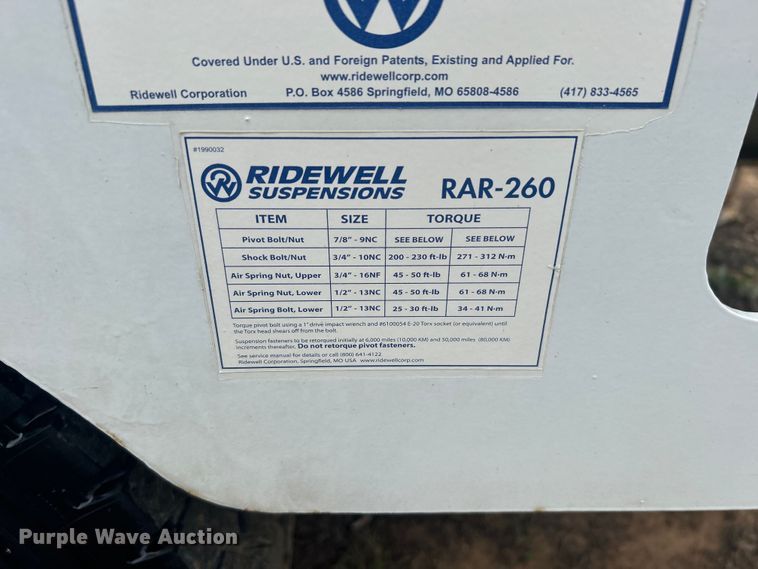 Covered Under U.S. and Foreign Patents, Existing and Applied For.
www.ridewellcorp.com
Ridewell Corporation P.O. Box 4586 Springfield, MO 65808-4586 (417) 833-4565
#1990032
RIDEWELL
SUSPENSIONS
RAR-260
ITEM SIZE TORQUE
Pivot Bolt/Nut 7/8" - 9NC SEE BELOW SEE BELOW
Shock Bolt/Nut 3/4" - 10NC 200 - 230 ft-lb 271 - 312 N-m
Air Spring Nut, Upper 3/4" - 16NF 45 - 50 ft-lb 61 - 68 N-m
Air Spring Nut, Lower 1/2" - 13NC 45 - 50 ft-lb 61 - 68 N-m
Air Spring Bolt, Lower 1/2" - 13NC 25 - 30 ft-lb 34 - 41 N-m
Torque pivot bolt using a 1" drive impact wrench and #6100054 E-20 Torx socket (or equivalent) until
the Torx head shears off from the bolt.
Suspension fasteners to be retorqued initially at 6,000 miles (10,000 KM) and 50,000 miles (80,000 KM)
increments thereafter. Do not retorque pivot fasteners.
See service manual for details or call (800) 641-4122
Ridewell Corporation, Springfield, MO USA www.ridewellcorp.com
Purple Wave Auction